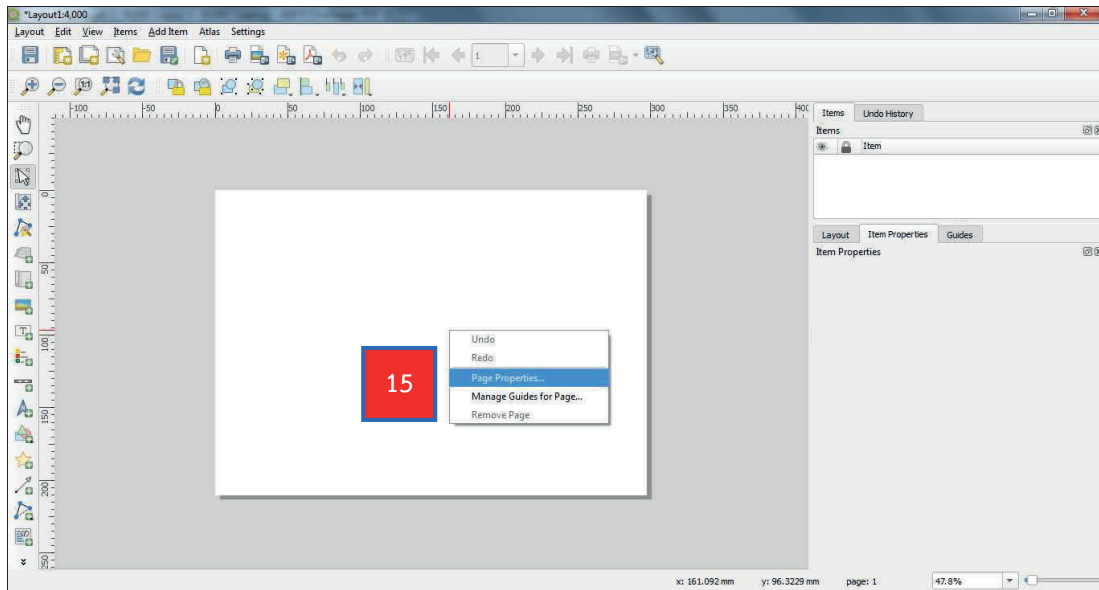 *Layout1:4,000
Layout Edit View Items Add Item Atlas Settings
1
-100 -50 0 50 100 150 200 250 300 350 400
Items Undo History
Items
Item
Layout Item Properties Guides
Item Properties
0
50
100
150
200
250
Undo
Redo
15
Page Properties...
Manage Guides for Page...
Remove Page
x: 161.092 mm y: 96.3229 mm page: 1 47.8%